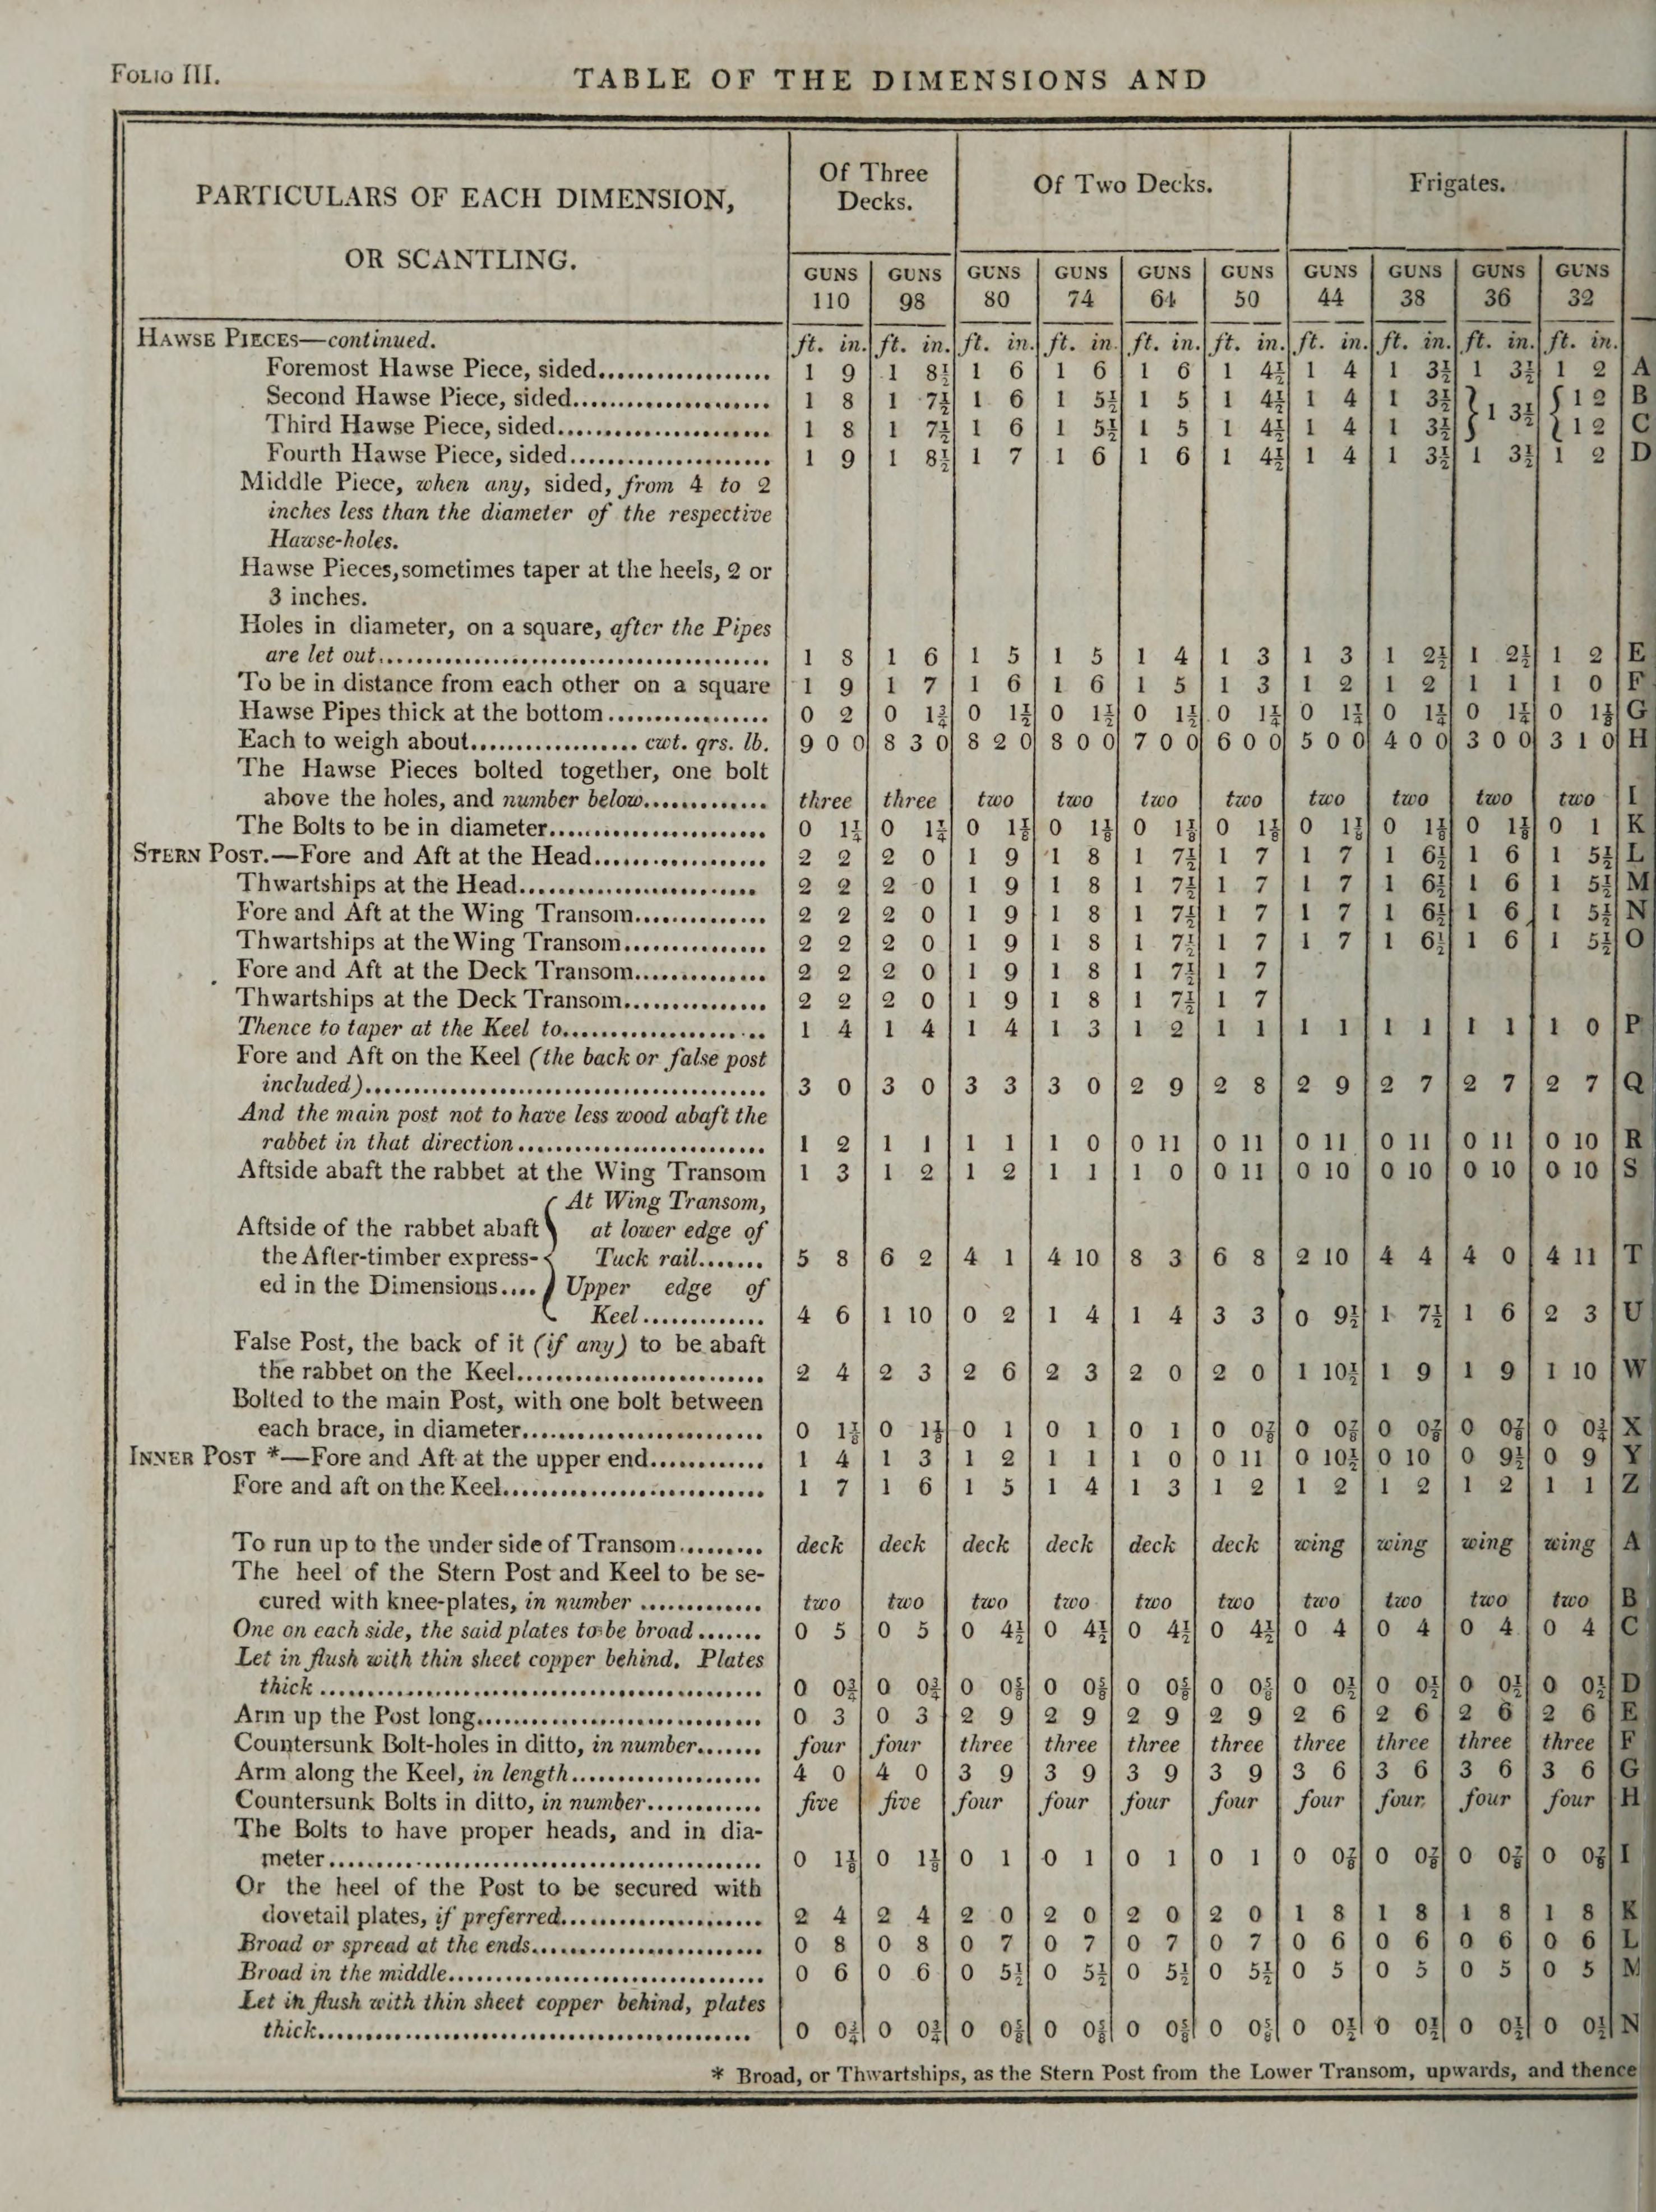 FOLIO III.
TABLE OF THE DIMENSIONS AND
PARTICULARS OF EACH DIMENSION,
OR SCANTLING.
Of Three
Decks.
Of Two Decks.
Frigates.
GUNS GUNS GUNS GUNS GUNS GUNS GUNS GUNS GUNS GUNS
110 98 80 74 64 50 44 38 36 32
HAWSE PIECES—continued. ft. in. ft. in. ft. in. ft. in. ft. in. ft. in. ft. in. ft. in. ft. in. ft. in.
Foremost Hawse Piece, sided 1 9 1 8½ 1 6 1 6 1 6 1 4½ 1 4 1 3½ 1 3½ 1 2 A
Second Hawse Piece, sided 1 8 1 7½ 1 6 1 5½ 1 5 1 4½ 1 4 1 3½ } 1 3½ { 1 2 B
Third Hawse Piece, sided 1 8 1 7½ 1 6 1 5½ 1 5 1 4½ 1 4 1 3½ 1 2 C
Fourth Hawse Piece, sided 1 9 1 8½ 1 7 1 6 1 6 1 4½ 1 4 1 3½ 1 3½ 1 2 D
Middle Piece, when any, sided, from 4 to 2
inches less than the diameter of the respective
Hawse-holes.
Hawse Pieces, sometimes taper at the heels, 2 or
3 inches.
Holes in diameter, on a square, after the Pipes
are let out 1 8 1 6 1 5 1 5 1 4 1 3 1 3 1 2½ 1 2½ 1 2 E
To be in distance from each other on a square 1 9 1 7 1 6 1 6 1 5 1 3 1 2 1 2 1 1 1 0 F
Hawse Pipes thick at the bottom 0 2 0 1¾ 0 1½ 0 1½ 0 1½ 0 1½ 0 1¼ 0 1¼ 0 1¼ 0 1⅛ G
Each to weigh about cwt. qrs. lb. 9 0 0 8 3 0 8 2 0 8 0 0 7 0 0 6 0 0 5 0 0 4 0 0 3 0 0 3 1 0 H
The Hawse Pieces bolted together, one bolt
above the holes, and number below three three two two two two two two two two I
The Bolts to be in diameter 0 1¼ 0 1¼ 0 1⅛ 0 1⅛ 0 1⅛ 0 1⅛ 0 1⅛ 0 1⅛ 0 1⅛ 0 1 K
STERN POST.—Fore and Aft at the Head 2 2 2 0 1 9 1 8 1 7½ 1 7 1 7 1 6½ 1 6 1 5½ L
Thwartships at the Head 2 2 2 0 1 9 1 8 1 7½ 1 7 1 7 1 6½ 1 6 1 5½ M
Fore and Aft at the Wing Transom 2 2 2 0 1 9 1 8 1 7½ 1 7 1 7 1 6½ 1 6 1 5½ N
Thwartships at the Wing Transom 2 2 2 0 1 9 1 8 1 7½ 1 7 1 7 1 6½ 1 6 1 5½ O
Fore and Aft at the Deck Transom 2 2 2 0 1 9 1 8 1 7½ 1 7
Thwartships at the Deck Transom 2 2 2 0 1 9 1 8 1 7½ 1 7
Thence to taper at the Keel to 1 4 1 4 1 4 1 3 1 2 1 1 1 1 1 1 1 1 1 0 P
Fore and Aft on the Keel (the back or false post
included) 3 0 3 0 3 3 3 0 2 9 2 8 2 9 2 7 2 7 2 7 Q
And the main post not to have less wood abaft the
rabbet in that direction 1 2 1 1 1 1 1 0 0 11 0 11 0 11 0 11 0 11 0 10 R
Aftside abaft the rabbet at the Wing Transom 1 3 1 2 1 2 1 1 1 0 0 11 0 10 0 10 0 10 0 10 S
At Wing Transom,
Aftside of the rabbet abaft at lower edge of
the After-timber express- Tuck rail 5 8 6 2 4 1 4 10 8 3 6 8 2 10 4 4 4 0 4 11 T
ed in the Dimensions.... Upper edge of
Keel 4 6 1 10 0 2 1 4 1 4 3 3 0 9½ 1 7½ 1 6 2 3 U
False Post, the back of it (if any) to be abaft
the rabbet on the Keel 2 4 2 3 2 6 2 3 2 0 2 0 1 10½ 1 9 1 9 1 10 W
Bolted to the main Post, with one bolt between
each brace, in diameter 0 1⅛ 0 1⅛ 0 1 0 1 0 1 0 0⅞ 0 0⅞ 0 0⅞ 0 0⅞ 0 0¾ X
INNER POST *—Fore and Aft at the upper end 1 4 1 3 1 2 1 1 1 0 0 11 0 10½ 0 10 0 9½ 0 9 Y
Fore and aft on the Keel 1 7 1 6 1 5 1 4 1 3 1 2 1 2 1 2 1 2 1 1 Z
To run up to the under side of Transom deck deck deck deck deck deck wing wing wing wing A
The heel of the Stern Post and Keel to be se-
cured with knee-plates, in number two two two two two two two two two two B
One on each side, the said plates to be broad 0 5 0 5 0 4½ 0 4½ 0 4½ 0 4½ 0 4 0 4 0 4 0 4 C
Let in flush with thin sheet copper behind. Plates
thick 0 0¾ 0 0¾ 0 0⅝ 0 0⅝ 0 0⅝ 0 0⅝ 0 0½ 0 0½ 0 0½ 0 0½ D
Arm up the Post long 0 3 0 3 2 9 2 9 2 9 2 9 2 6 2 6 2 6 2 6 E
Countersunk Bolt-holes in ditto, in number four four three three three three three three three three F
Arm along the Keel, in length 4 0 4 0 3 9 3 9 3 9 3 9 3 6 3 6 3 6 3 6 G
Countersunk Bolts in ditto, in number five five four four four four four four four four H
The Bolts to have proper heads, and in dia-
meter 0 1⅛ 0 1⅛ 0 1 0 1 0 1 0 1 0 0⅞ 0 0⅞ 0 0⅞ 0 0⅞ I
Or the heel of the Post to be secured with
dovetail plates, if preferred 2 4 2 4 2 0 2 0 2 0 2 0 1 8 1 8 1 8 1 8 K
Broad or spread at the ends 0 8 0 8 0 7 0 7 0 7 0 7 0 6 0 6 0 6 0 6 L
Broad in the middle 0 6 0 6 0 5½ 0 5½ 0 5½ 0 5½ 0 5 0 5 0 5 0 5 M
Let in flush with thin sheet copper behind, plates
thick 0 0¾ 0 0¾ 0 0⅝ 0 0⅝ 0 0⅝ 0 0⅝ 0 0½ 0 0½ 0 0½ 0 0½ N
* Broad, or Thwartships, as the Stern Post from the Lower Transom, upwards, and thence